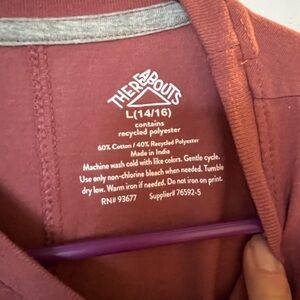 THEREABOUTS
L(14/16)
contains
recycled polyester
60% Cotton / 40% Recycled Polyester
Made in India
Machine wash cold with like colors. Gentle cycle.
Use only non-chlorine bleach when needed. Tumble
dry low. Warm iron if needed. Do not iron on print.
RN# 93677 Supplier# 76592-5